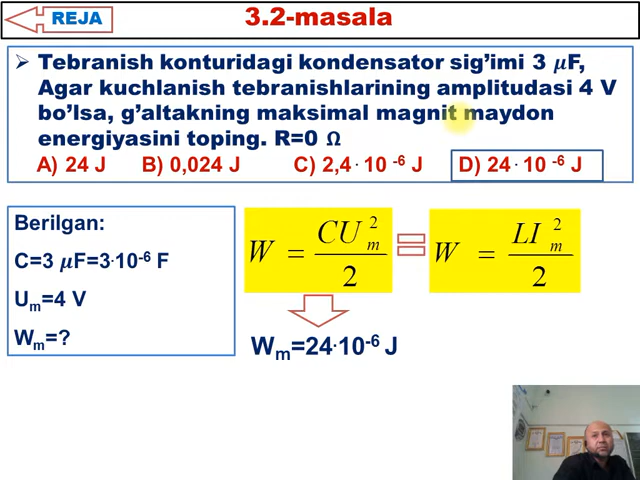 REJA
3.2-masala
➢ Tebranish konturidagi kondensator sig’imi 3 𝝁F,
Agar kuchlanish tebranishlarining amplitudasi 4 V
bo’lsa, g’altakning maksimal magnit maydon
energiyasini toping. R=0 Ω
A) 24 J B) 0,024 J C) 2,4· 10 ⁻⁶ J D) 24· 10 ⁻⁶ J
Berilgan:
C=3 𝝁F=3·10⁻⁶ F
Uₘ=4 V
Wₘ=?
W = CU²ₘ / 2 = W = LI²ₘ / 2
Wₘ=24·10⁻⁶ J